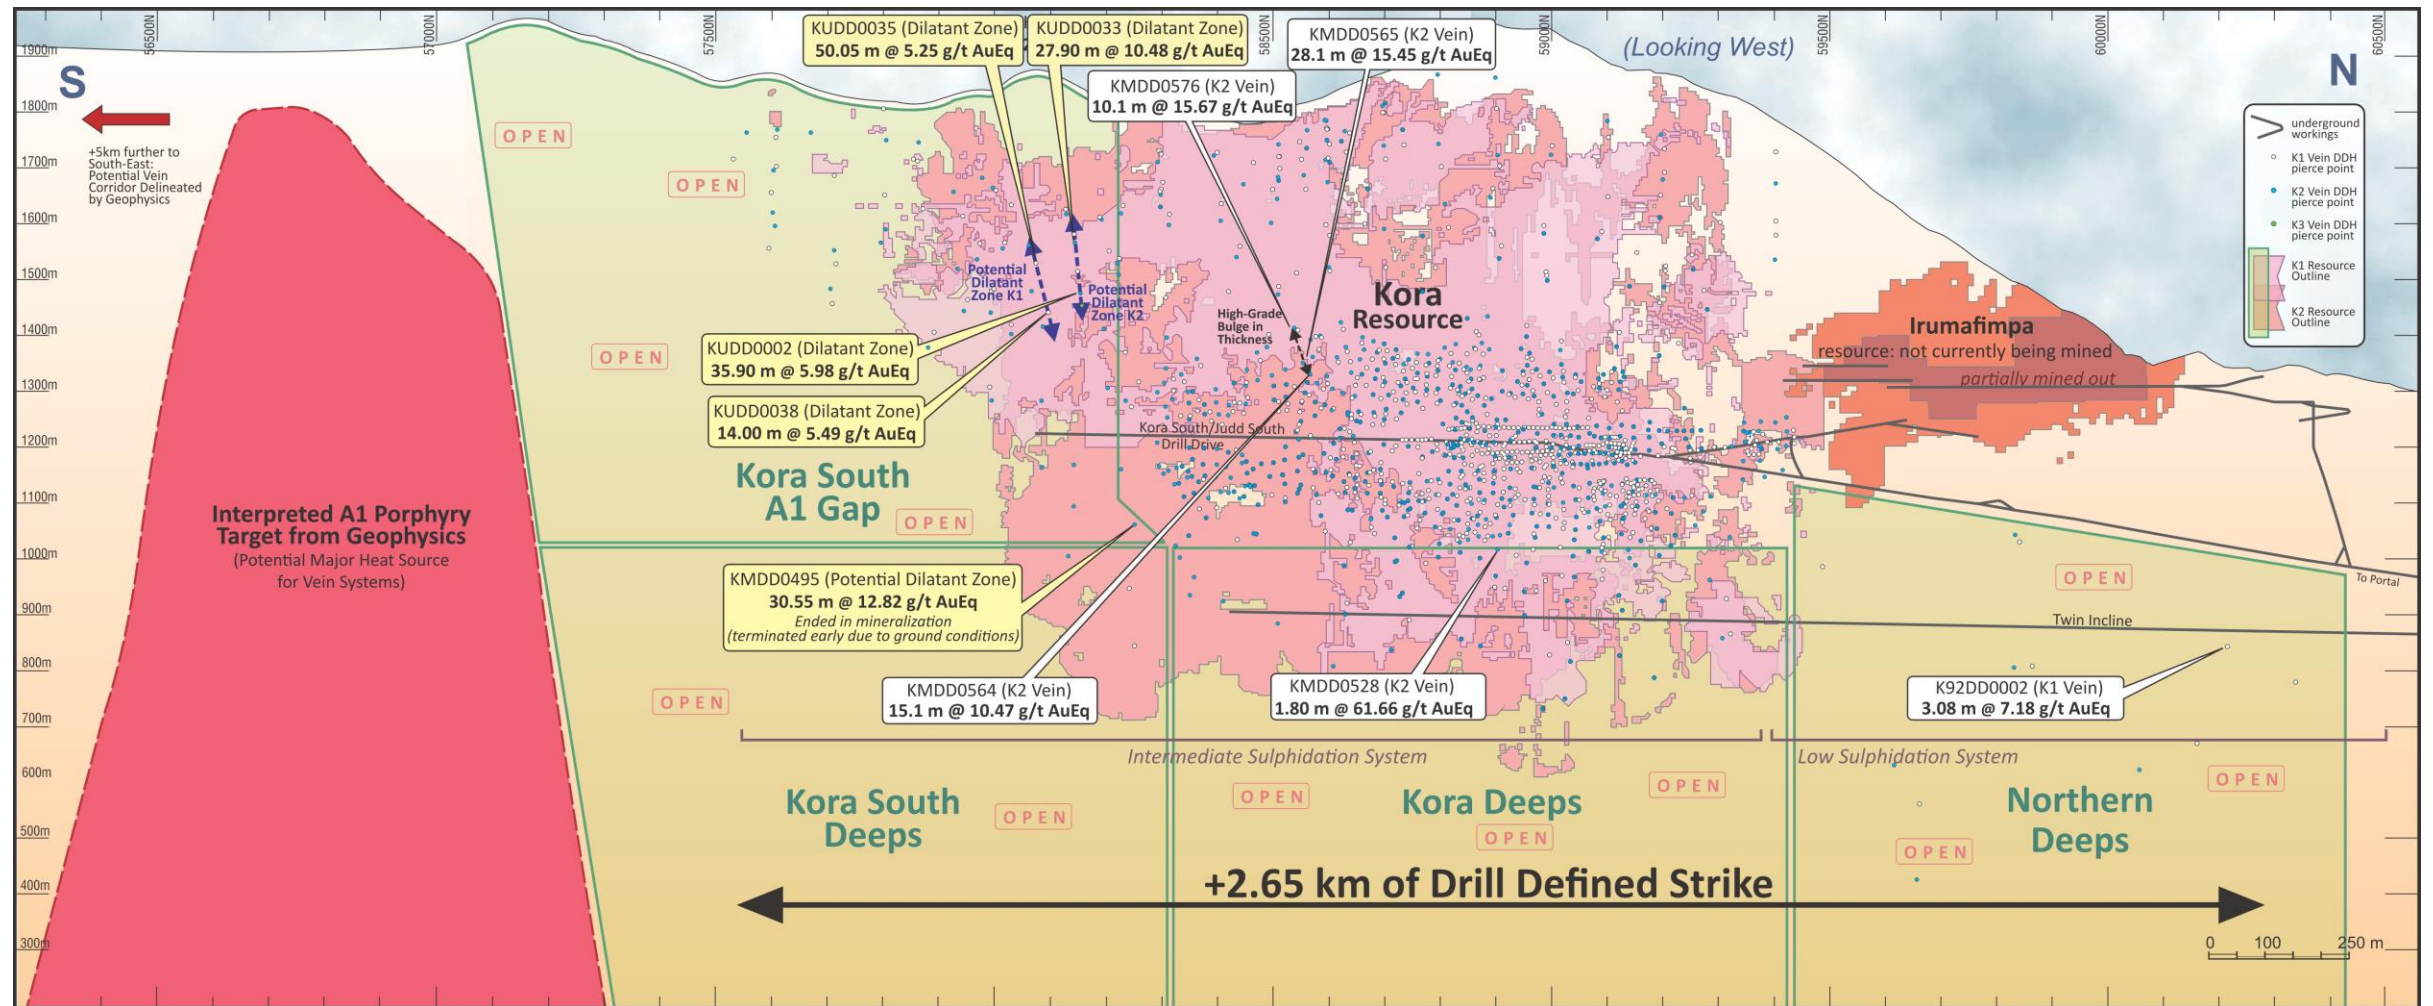 56500N
57000N
57500N
58500N
59000N
59500N
60000N
60500N
1900m
1800m
1700m
1600m
1500m
1400m
1300m
1200m
1100m
1000m
900m
800m
700m
600m
500m
400m
300m
S
N
(Looking West)
+5km further to
South-East:
Potential Vein
Corridor Delineated
by Geophysics
KUDD0035 (Dilatant Zone)
50.05 m @ 5.25 g/t AuEq
KUDD0033 (Dilatant Zone)
27.90 m @ 10.48 g/t AuEq
KMDD0565 (K2 Vein)
28.1 m @ 15.45 g/t AuEq
KMDD0576 (K2 Vein)
10.1 m @ 15.67 g/t AuEq
underground
workings
K1 Vein DDH
pierce point
K2 Vein DDH
pierce point
K3 Vein DDH
pierce point
K1 Resource
Outline
K2 Resource
Outline
OPEN
OPEN
OPEN
Potential
Dilatant
Zone K1
Potential
Dilatant
Zone K2
High-Grade
Bulge in
Thickness
Kora
Resource
Irumafimpa
resource: not currently being mined
partially mined out
KUDD0002 (Dilatant Zone)
35.90 m @ 5.98 g/t AuEq
KUDD0038 (Dilatant Zone)
14.00 m @ 5.49 g/t AuEq
Kora South/Judd South
Drill Drive
Kora South
A1 Gap
OPEN
Interpreted A1 Porphyry
Target from Geophysics
(Potential Major Heat Source
for Vein Systems)
KMDD0495 (Potential Dilatant Zone)
30.55 m @ 12.82 g/t AuEq
Ended in mineralization
(terminated early due to ground conditions)
OPEN
To Portal
Twin Incline
KMDD0564 (K2 Vein)
15.1 m @ 10.47 g/t AuEq
KMDD0528 (K2 Vein)
1.80 m @ 61.66 g/t AuEq
K92DD0002 (K1 Vein)
3.08 m @ 7.18 g/t AuEq
OPEN
Intermediate Sulphidation System
Low Sulphidation System
Kora South
Deeps
OPEN
OPEN
Kora Deeps
OPEN
OPEN
Northern
Deeps
OPEN
OPEN
+2.65 km of Drill Defined Strike
0 100 250 m